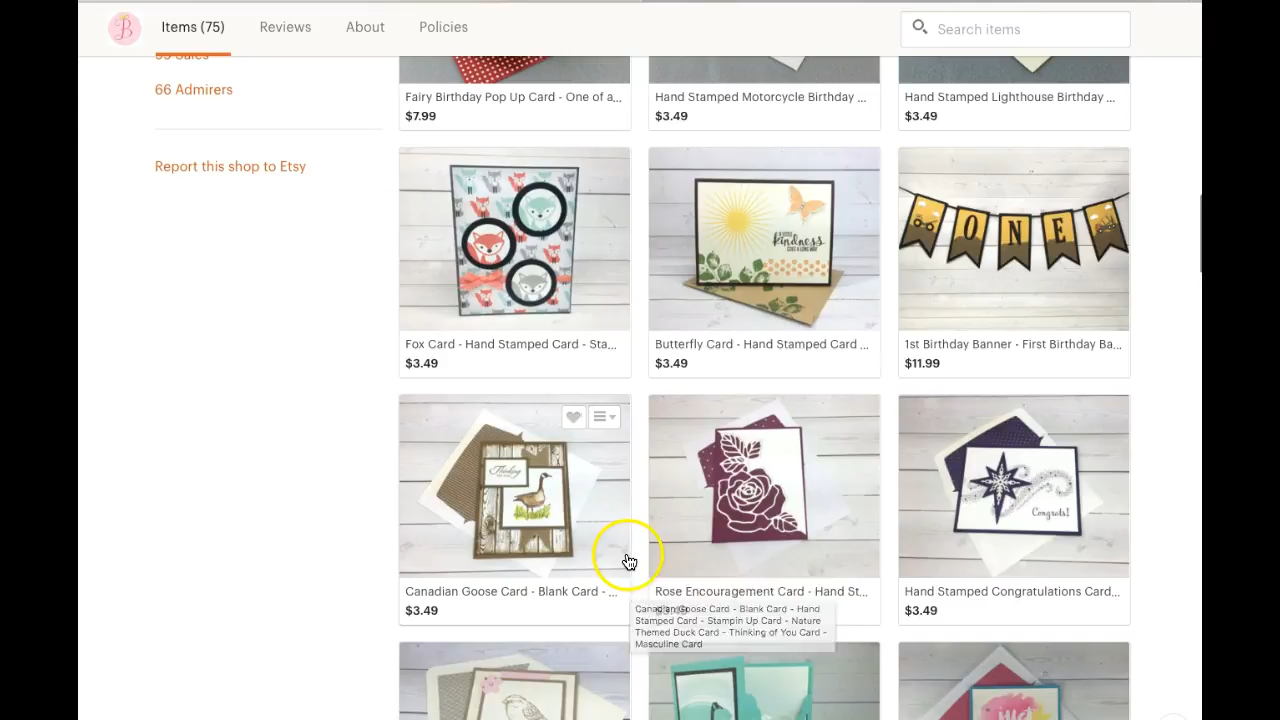 B
Items (75)
Reviews
About
Policies
Search items
66 Admirers
Report this shop to Etsy
Fairy Birthday Pop Up Card - One of a...
$7.99
Hand Stamped Motorcycle Birthday ...
$3.49
Hand Stamped Lighthouse Birthday ...
$3.49
kindness
ONE
Fox Card - Hand Stamped Card - Sta...
$3.49
Butterfly Card - Hand Stamped Card ...
$3.49
1st Birthday Banner - First Birthday Ba...
$11.99
Thinking
Congrats!
Canadian Goose Card - Blank Card - ...
$3.49
Rose Encouragement Card - Hand St...
Hand Stamped Congratulations Card...
$3.49
Canadian Goose Card - Blank Card - Hand
Stamped Card - Stampin Up Card - Nature
Themed Duck Card - Thinking of You Card -
Masculine Card